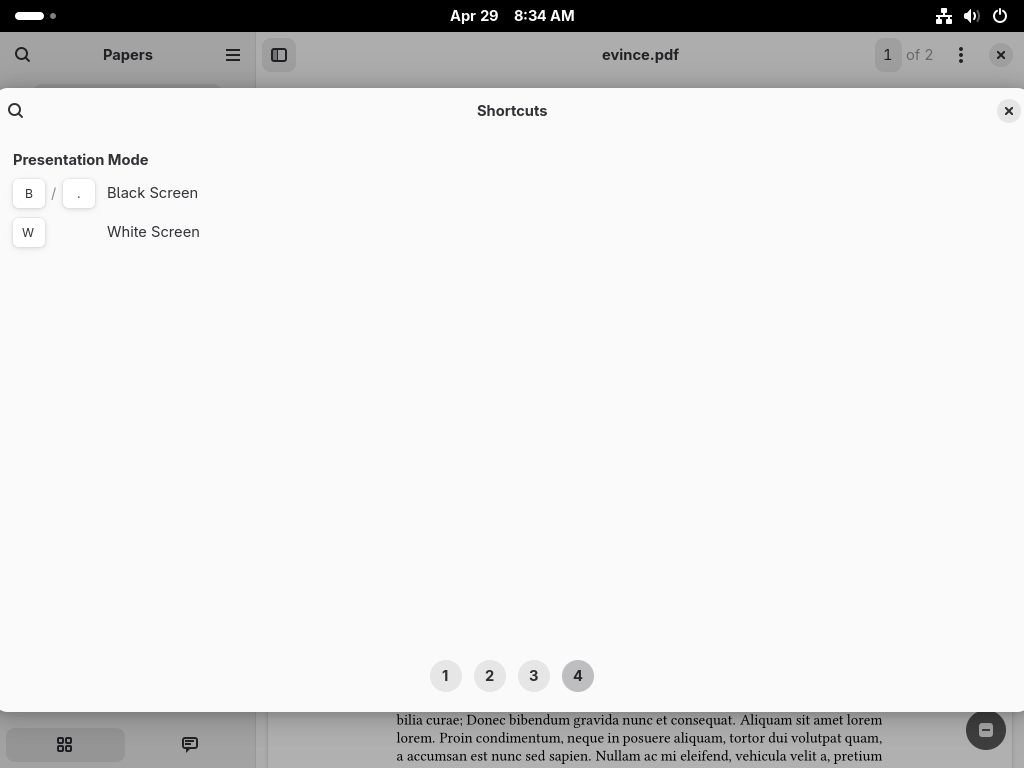 Apr 29 8:34 AM
Papers
evince.pdf
1 of 2
Shortcuts
Presentation Mode
B / . Black Screen
W White Screen
1 2 3 4
bilia curae; Donec bibendum gravida nunc et consequat. Aliquam sit amet lorem
lorem. Proin condimentum, neque in posuere aliquam, tortor dui volutpat quam,
a accumsan est nunc sed sapien. Nullam ac mi eleifend, vehicula velit a, pretium